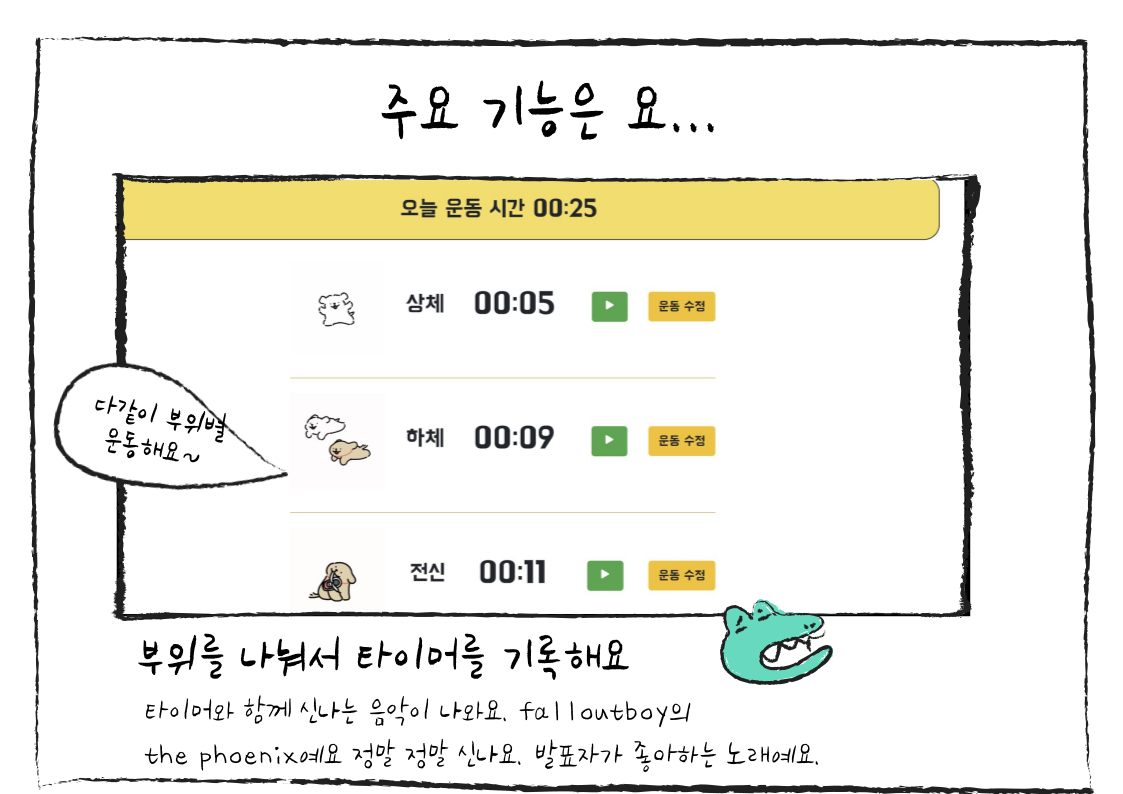 주요 기능은 요...
오늘 운동 시간 00:25
상체 00:05 운동 수정
다같이 부위별
운동해요~
하체 00:09 운동 수정
전신 00:11 운동 수정
부위를 나눠서 타이머를 기록해요
타이머와 함께 신나는 음악이 나와요. falloutboy의
the phoenix예요 정말 정말 신나요. 발표자가 좋아하는 노래예요.